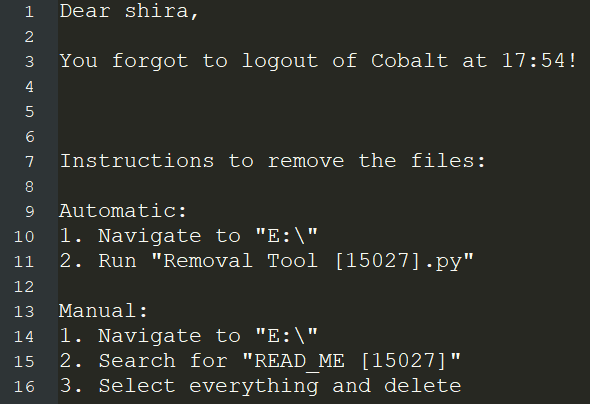 1 Dear shira,
2
3 You forgot to logout of Cobalt at 17:54!
4
5
6
7 Instructions to remove the files:
8
9 Automatic:
10 1. Navigate to "E:\"
11 2. Run "Removal Tool [15027].py"
12
13 Manual:
14 1. Navigate to "E:\"
15 2. Search for "READ_ME [15027]"
16 3. Select everything and delete